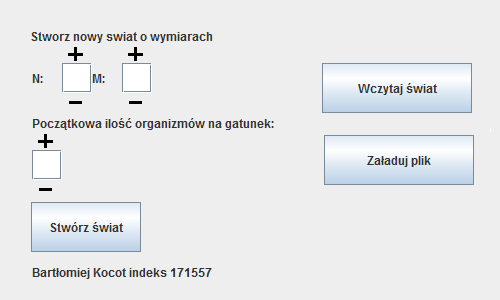 Stworz nowy swiat o wymiarach
N: M:
Wczytaj świat
Początkowa ilość organizmów na gatunek:
Załaduj plik
Stwórz świat
Bartłomiej Kocot indeks 171557